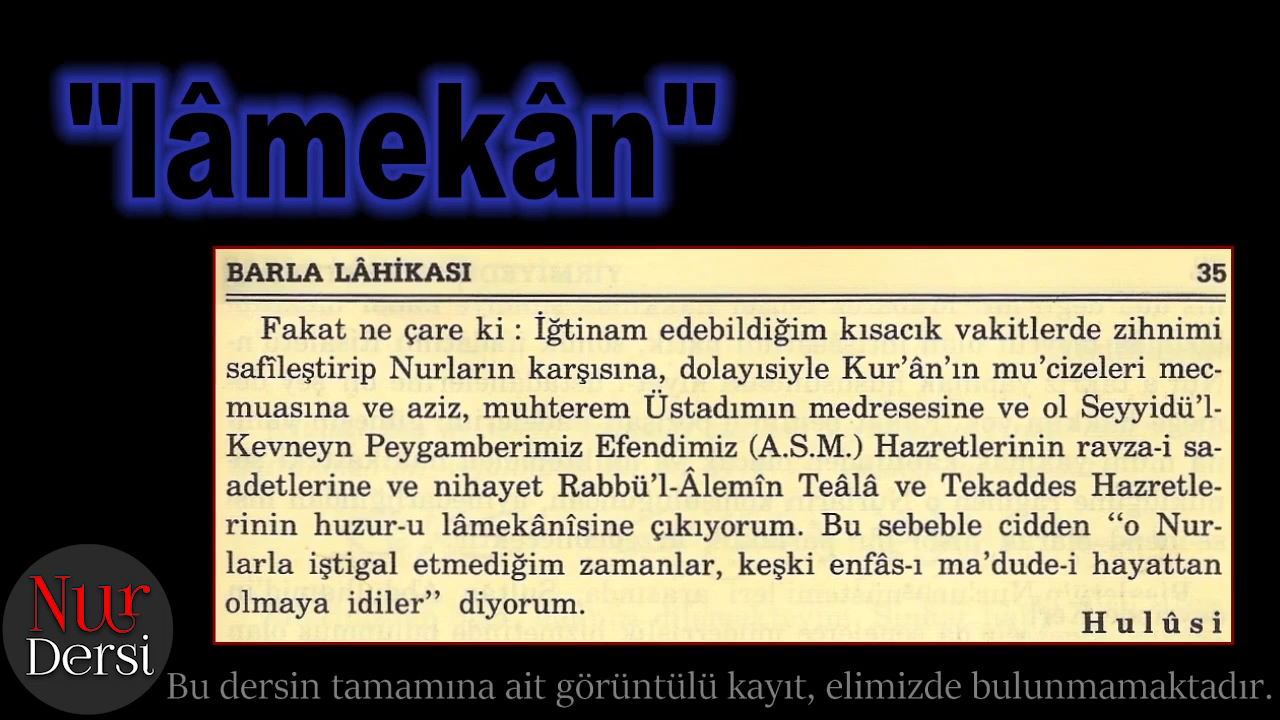 "lâmekân"
BARLA LÂHİKASI 35
Fakat ne çare ki : İğtinam edebildiğim kısacık vakitlerde zihnimi
safîleştirip Nurların karşısına, dolayısiyle Kur’ân’ın mu’cizeleri mec-
muasına ve aziz, muhterem Üstadımın medresesine ve ol Seyyidü’l-
Kevneyn Peygamberimiz Efendimiz (A.S.M.) Hazretlerinin ravza-i sa-
adetlerine ve nihayet Rabbü’l-Âlemîn Teâlâ ve Tekaddes Hazretle-
rinin huzur-u lâmekânîsine çıkıyorum. Bu sebeble cidden “o Nur-
larla iştigal etmediğim zamanlar, keşki enfâs-ı ma’dude-i hayattan
olmaya idiler” diyorum.
Hulûsi
Nur
Dersi
Bu dersin tamamına ait görüntülü kayıt, elimizde bulunmamaktadır.